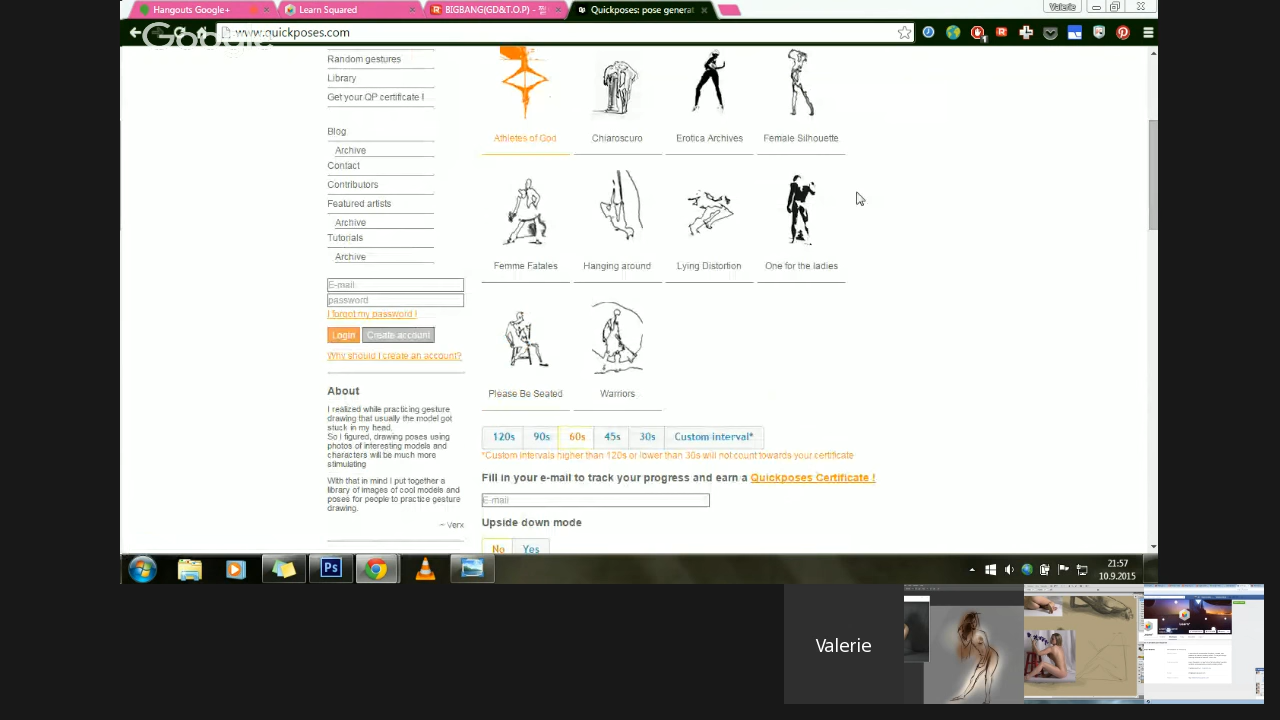 Hangouts Google+
Learn Squared
BIGBANG(GD&T.O.P) -
Quickposes: pose generat
Valerie
Google
www.quickposes.com
1
Random gestures
Library
Get your QP certificate !
Blog
Archive
Contact
Contributors
Featured artists
Archive
Tutorials
Archive
E-mail
password
I forgot my password !
Login
Create account
Why should I create an account?
About
I realized while practicing gesture
drawing that usually the model got
stuck in my head.
So I figured, drawing poses using
photos of interesting models and
characters will be much more
stimulating
With that in mind I put together a
library of images of cool models and
poses for people to practice gesture
drawing.
~ Verx
Athletes of God
Chiaroscuro
Erotica Archives
Female Silhouette
Femme Fatales
Hanging around
Lying Distortion
One for the ladies
Please Be Seated
Warriors
120s
90s
60s
45s
30s
Custom interval*
*Custom intervals higher than 120s or lower than 30s will not count towards your certificate
Fill in your e-mail to track your progress and earn a Quickposes Certificate !
E-mail
Upside down mode
No
Yes
Ps
21:57
10.9.2015
Valerie